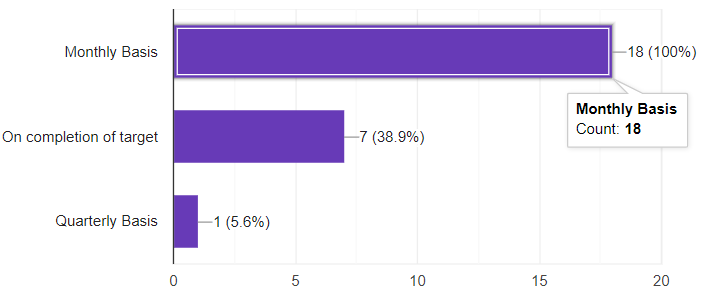 Monthly Basis
18 (100%)
Monthly Basis
Count: 18
On completion of target
7 (38.9%)
Quarterly Basis
1 (5.6%)
0 5 10 15 20